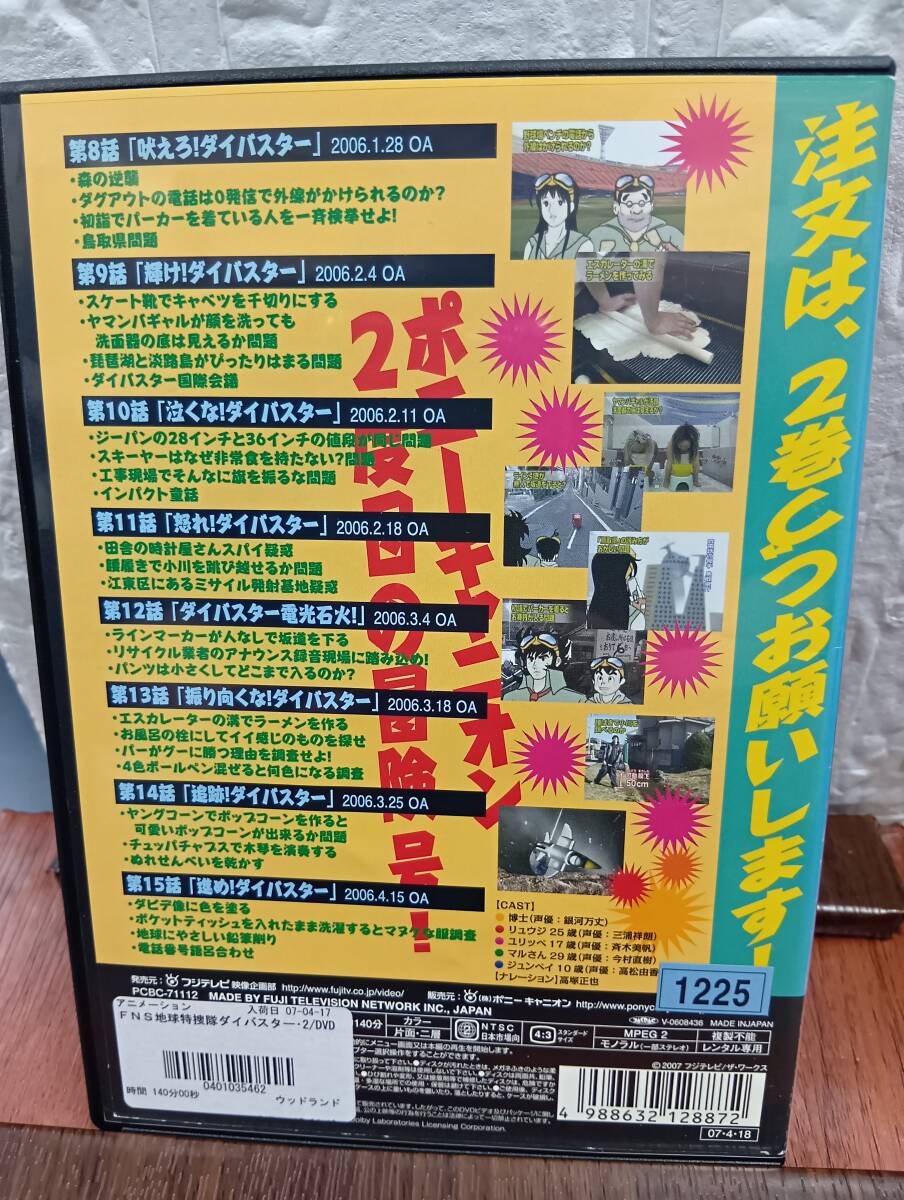 注文は、2巻ずつお願いします!
ポニーキャニオン
2度目の冒険号!
第8話「吠えろ!ダイバスター」 2006.1.28 OA
・森の逆襲
・ダグアウトの電話は0発信で外線がかけられるのか?
・初詣でパーカーを着ている人を一斉検挙せよ!
・鳥取県問題
第9話「輝け!ダイバスター」 2006.2.4 OA
・スケート靴でキャベツを千切りにする
・ヤマンバギャルが顔を洗っても
洗面器の底は見えるか問題
・琵琶湖と淡路島がぴったりはまる問題
・ダイバスター国際会議
第10話「泣くな!ダイバスター」 2006.2.11 OA
・ジーパンの28インチと36インチの値段が同じ問題
・スキーヤーはなぜ非常食を持たない?問題
・工事現場でそんなに旗を振るな問題
・インパクト童話
第11話「怒れ!ダイバスター」 2006.2.18 OA
・田舎の時計屋さんスパイ疑惑
・腰履きで小川を跳び越せるか問題
・江東区にあるミサイル発射基地疑惑
第12話「ダイバスター電光石火!」 2006.3.4 OA
・ラインマーカーが人なしで坂道を下る
・リサイクル業者のアナウンス録音現場に踏み込め!
・パンツは小さくしてどこまで入るのか?
第13話「振り向くな!ダイバスター」 2006.3.18 OA
・エスカレーターの溝でラーメンを作る
・お風呂の栓にしてイイ感じのものを探せ
・パーがグーに勝つ理由を調査せよ!
・4色ボールペン混ぜると何色になる調査
第14話「追跡!ダイバスター」 2006.3.25 OA
・ヤングコーンでポップコーンを作ると
可愛いポップコーンが出来るか問題
・チュッパチャプスで木琴を演奏する
・ぬれせんべいを乾かす
第15話「進め!ダイバスター」 2006.4.15 OA
・ダビデ像に色を塗る
・ポケットティッシュを入れたまま洗濯するとマヌケな服調査
・地球にやさしい鉛筆削り
・電話番号語呂合わせ
野球場ベンチの電話から
外線はかけられるのか?
エスカレーターの溝で
ラーメンを作ってみる
【CAST】
博士(声優:銀河万丈)
リュウジ 25歳(声優:三浦祥朗)
ユリッペ 17歳(声優:斉木美帆)
マルさん 29歳(声優:今村直樹)
ジュンペイ 10歳(声優:高松由香
【ナレーション】高塚正也
1225
発売元: フジテレビ 映像企画部 http://www.fujitv.co.jp/video/
販売元: (株)ポニー キャニオン http://www.ponyc
PCBC-71112 MADE BY FUJI TELEVISION NETWORK INC., JAPAN
V-0608436 MADE IN JAPAN
140分 カラー 片面・二層
2 NTSC 日本市場向
4:3 スタンダードサイズ
MPEG 2 モノラル(一部ステレオ)
複製不能 レンタル専用
アニメーション 入荷日 07-04-17
FNS地球特捜隊ダイバスター・2/DVD
0401035462
時間 140分00秒 ウッドランド
©2007 フジテレビ/ザ・ワークス
4 988632 128872
07・4・18
olby Laboratories Licensing Corporation.